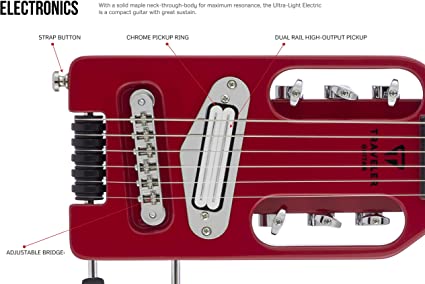 ELECTRONICS
With a solid maple neck-through-body for maximum resonance, the Ultra-Light Electric
is a compact guitar with great sustain.
STRAP BUTTON
CHROME PICKUP RING
DUAL RAIL HIGH-OUTPUT PICKUP
TRAVELER
GUITAR
ADJUSTABLE BRIDGE: